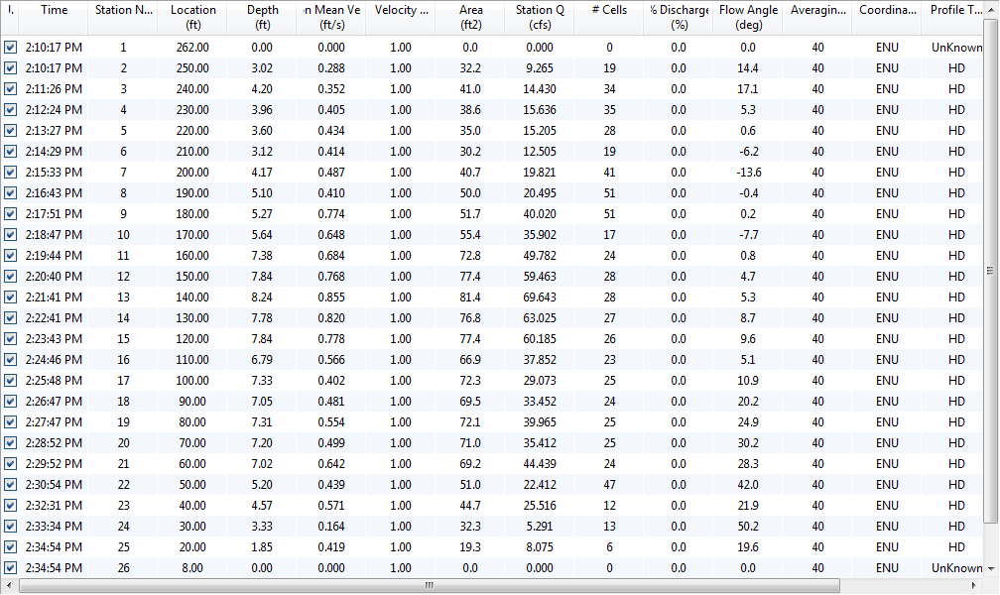 I. Time Station N... Location (ft) Depth (ft) on Mean Ve (ft/s) Velocity ... Area (ft2) Station Q (cfs) # Cells % Discharge (%) Flow Angle (deg) Averagin... Coordina... Profile T...
2:10:17 PM 1 262.00 0.00 0.000 1.00 0.0 0.000 0 0.0 0.0 40 ENU UnKnown
2:10:17 PM 2 250.00 3.02 0.288 1.00 32.2 9.265 19 0.0 14.4 40 ENU HD
2:11:26 PM 3 240.00 4.20 0.352 1.00 41.0 14.430 34 0.0 17.1 40 ENU HD
2:12:24 PM 4 230.00 3.96 0.405 1.00 38.6 15.636 35 0.0 5.3 40 ENU HD
2:13:27 PM 5 220.00 3.60 0.434 1.00 35.0 15.205 28 0.0 0.6 40 ENU HD
2:14:29 PM 6 210.00 3.12 0.414 1.00 30.2 12.505 19 0.0 -6.2 40 ENU HD
2:15:33 PM 7 200.00 4.17 0.487 1.00 40.7 19.821 41 0.0 -13.6 40 ENU HD
2:16:43 PM 8 190.00 5.10 0.410 1.00 50.0 20.495 51 0.0 -0.4 40 ENU HD
2:17:51 PM 9 180.00 5.27 0.774 1.00 51.7 40.020 51 0.0 0.2 40 ENU HD
2:18:47 PM 10 170.00 5.64 0.648 1.00 55.4 35.902 17 0.0 -7.7 40 ENU HD
2:19:44 PM 11 160.00 7.38 0.684 1.00 72.8 49.782 24 0.0 0.8 40 ENU HD
2:20:40 PM 12 150.00 7.84 0.768 1.00 77.4 59.463 28 0.0 4.7 40 ENU HD
2:21:41 PM 13 140.00 8.24 0.855 1.00 81.4 69.643 28 0.0 5.3 40 ENU HD
2:22:41 PM 14 130.00 7.78 0.820 1.00 76.8 63.025 27 0.0 8.7 40 ENU HD
2:23:43 PM 15 120.00 7.84 0.778 1.00 77.4 60.185 26 0.0 9.6 40 ENU HD
2:24:46 PM 16 110.00 6.79 0.566 1.00 66.9 37.852 23 0.0 5.1 40 ENU HD
2:25:48 PM 17 100.00 7.33 0.402 1.00 72.3 29.073 25 0.0 10.9 40 ENU HD
2:26:47 PM 18 90.00 7.05 0.481 1.00 69.5 33.452 24 0.0 20.2 40 ENU HD
2:27:47 PM 19 80.00 7.31 0.554 1.00 72.1 39.965 25 0.0 24.9 40 ENU HD
2:28:52 PM 20 70.00 7.20 0.499 1.00 71.0 35.412 25 0.0 30.2 40 ENU HD
2:29:52 PM 21 60.00 7.02 0.642 1.00 69.2 44.439 24 0.0 28.3 40 ENU HD
2:30:54 PM 22 50.00 5.20 0.439 1.00 51.0 22.412 47 0.0 42.0 40 ENU HD
2:32:31 PM 23 40.00 4.57 0.571 1.00 44.7 25.516 12 0.0 21.9 40 ENU HD
2:33:34 PM 24 30.00 3.33 0.164 1.00 32.3 5.291 13 0.0 50.2 40 ENU HD
2:34:54 PM 25 20.00 1.85 0.419 1.00 19.3 8.075 6 0.0 19.6 40 ENU HD
2:34:54 PM 26 8.00 0.00 0.000 1.00 0.0 0.000 0 0.0 0.0 40 ENU UnKnown